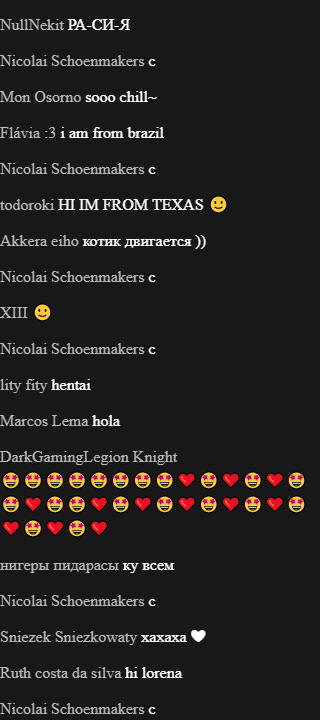 NullNekit РА-СИ-Я
Nicolai Schoenmakers c
Mon Osorno sooo chill~
Flávia :3 i am from brazil
Nicolai Schoenmakers c
todoroki HI IM FROM TEXAS 🙂
Akkera eiho котик двигается ))
Nicolai Schoenmakers c
XIII 🙂
Nicolai Schoenmakers c
lity fity hentai
Marcos Lema hola
DarkGamingLegion Knight
🤩🤩🤩🤩🤩🤩🤩🤩❤🤩❤🤩❤🤩
🤩❤🤩🤩❤🤩❤🤩❤🤩❤🤩❤🤩
❤🤩❤🤩❤
нигеры пидарасы ку всем
Nicolai Schoenmakers c
Sniezek Sniezkowaty xaxaxa 🤍
Ruth costa da silva hi lorena
Nicolai Schoenmakers c